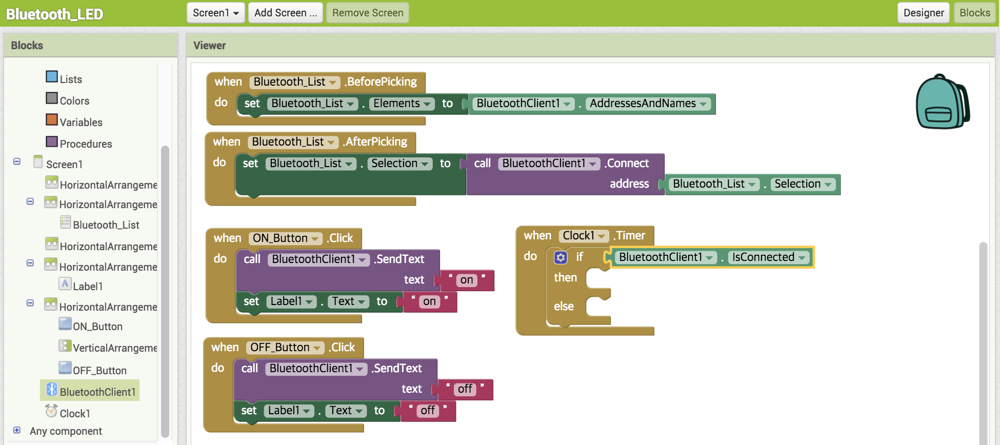 Bluetooth_LED
Screen1
Add Screen ...
Remove Screen
Designer
Blocks
Blocks
Lists
Colors
Variables
Procedures
Screen1
HorizontalArrangeme
HorizontalArrangeme
Bluetooth_List
HorizontalArrangeme
HorizontalArrangeme
A
Label1
HorizontalArrangeme
ON_Button
VerticalArrangeme
OFF_Button
BluetoothClient1
Clock1
Any component
Viewer
when Bluetooth_List .BeforePicking
do set Bluetooth_List . Elements to BluetoothClient1 . AddressesAndNames
when Bluetooth_List .AfterPicking
do set Bluetooth_List . Selection to call BluetoothClient1 .Connect
address Bluetooth_List . Selection
when ON_Button .Click
do call BluetoothClient1 .SendText
text “ on ”
set Label1 . Text to “ on ”
when Clock1 .Timer
do if BluetoothClient1 . IsConnected
then
else
when OFF_Button .Click
do call BluetoothClient1 .SendText
text “ off ”
set Label1 . Text to “ off ”